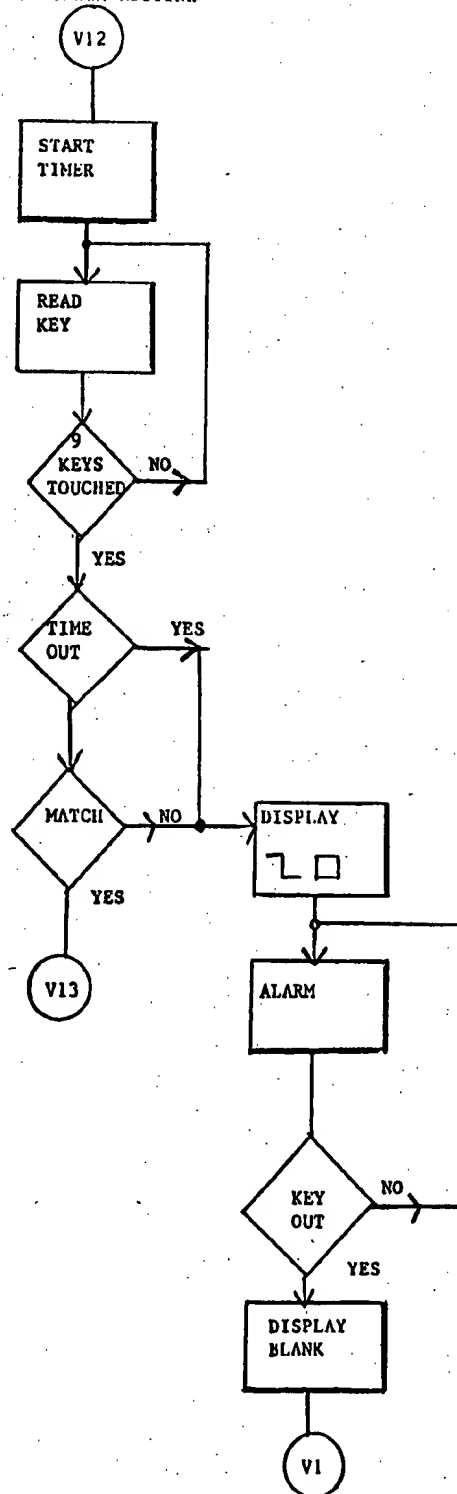 V12
START
TIMER
READ
KEY
9
KEYS
TOUCHED
NO
YES
TIME
OUT
YES
MATCH
NO
DISPLAY
YES
V13
ALARM
KEY
OUT
NO
YES
DISPLAY
BLANK
V1